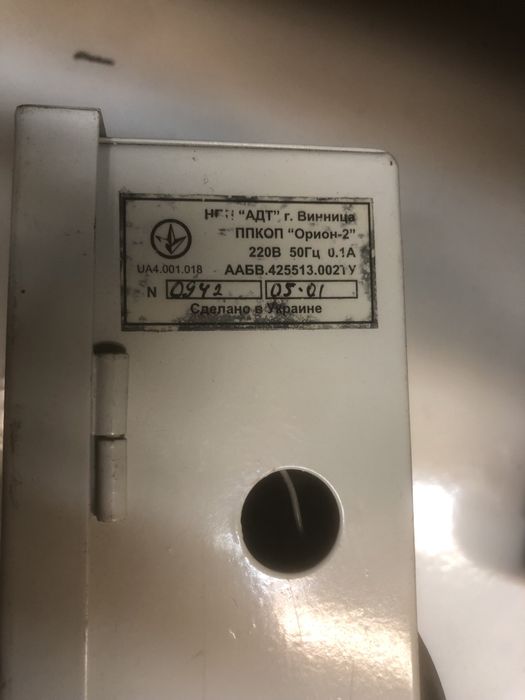 "АДТ" г. Винница
ППКОП "Орион-2"
220В 50Гц 0.1А
UA4.001.018 ААБВ.425513.002ТУ
N 0942 05.01
Сделано в Украине